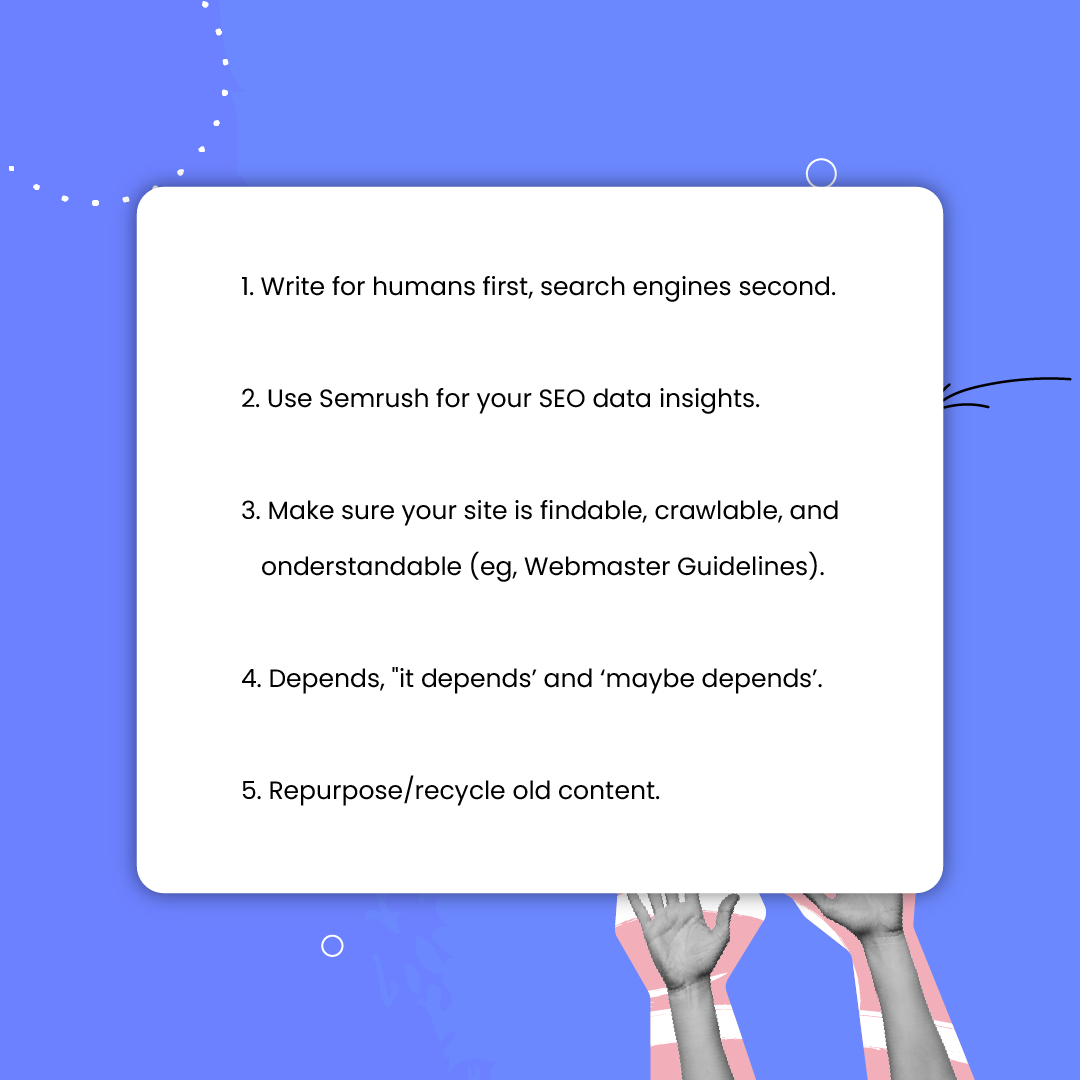 1. Write for humans first, search engines second.
2. Use Semrush for your SEO data insights.
3. Make sure your site is findable, crawlable, and
onderstandable (eg, Webmaster Guidelines).
4. Depends, "it depends’ and ‘maybe depends’.
5. Repurpose/recycle old content.